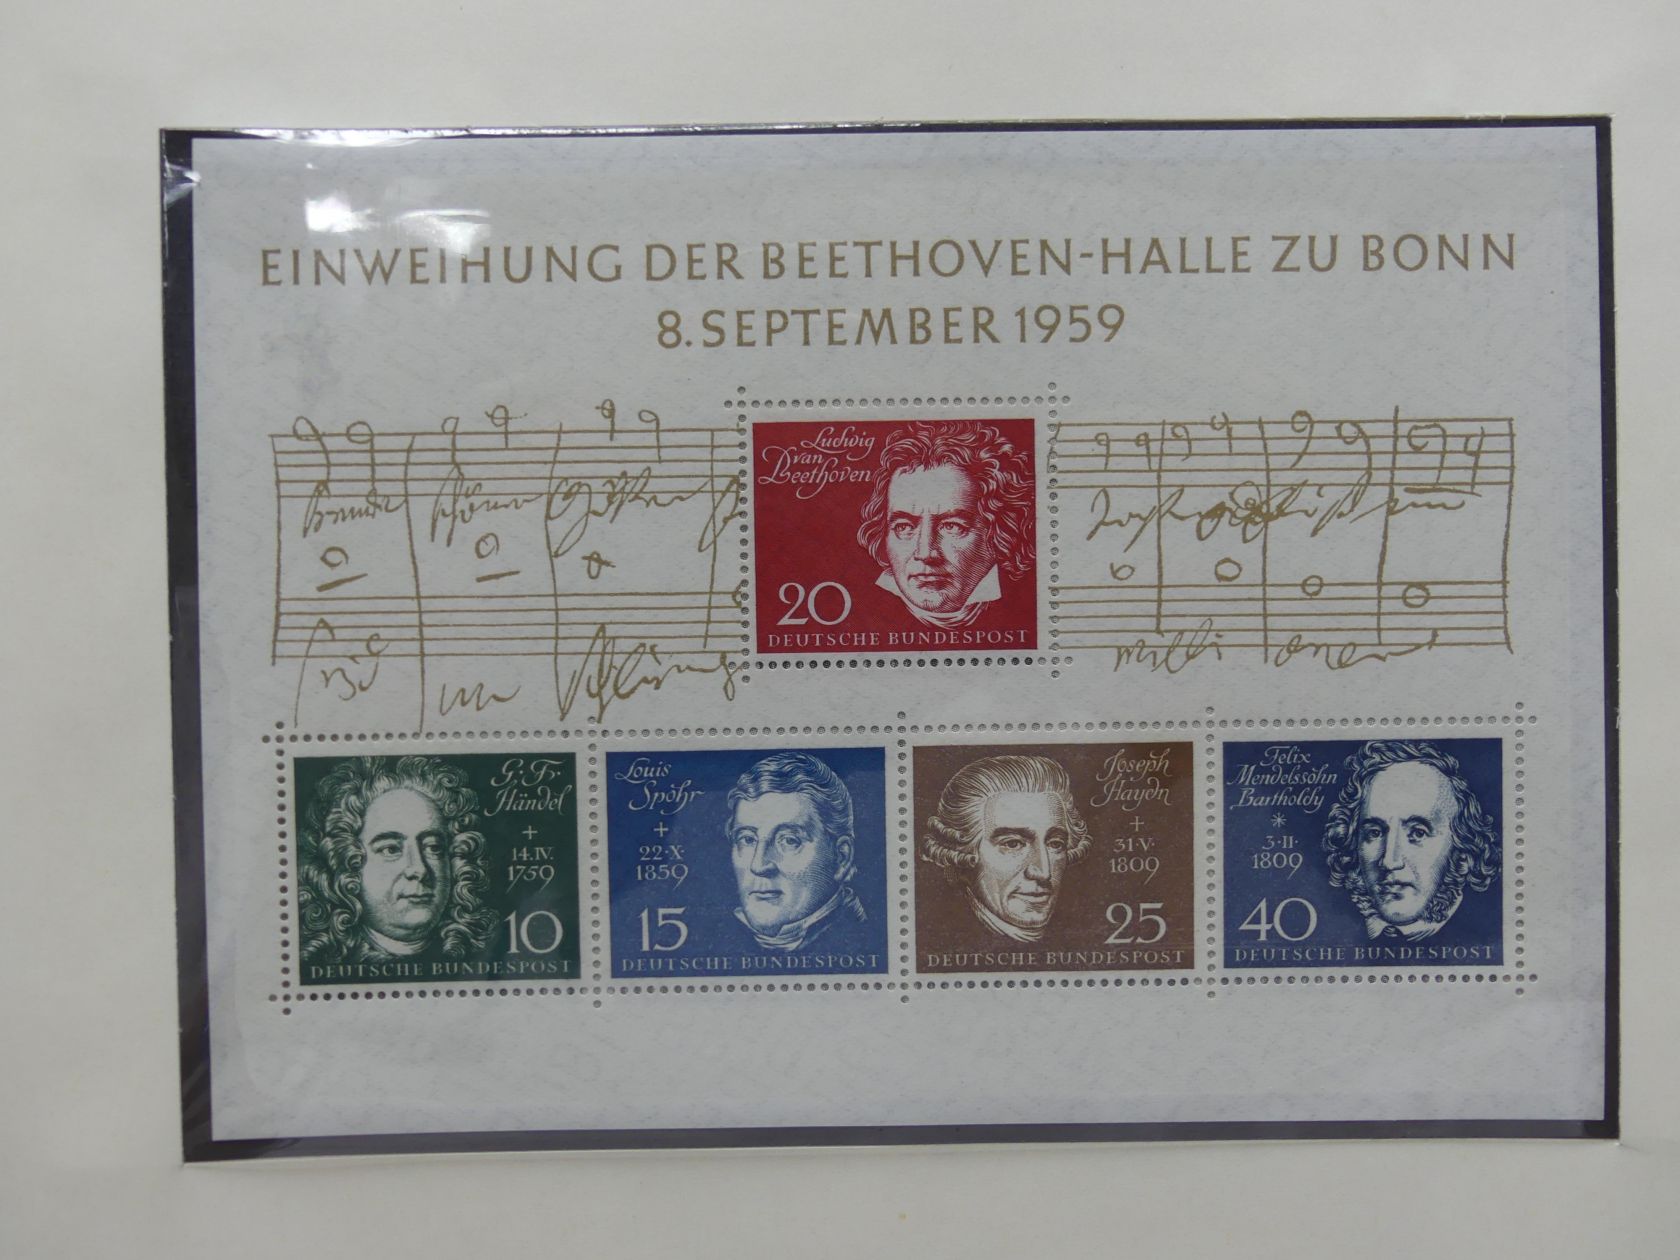 EINWEIHUNG DER BEETHOVEN-HALLE ZU BONN
8. SEPTEMBER 1959
Ludwig
van
Beethoven
20
DEUTSCHE BUNDESPOST
G. Fr.
Händel
+
14.IV.
1759
10
DEUTSCHE BUNDESPOST
Louis
Spohr
+
22·X
1859
15
DEUTSCHE BUNDESPOST
Joseph
Haydn
+
31·V·
1809
25
DEUTSCHE BUNDESPOST
Felix
Mendelssohn
Bartholdy
*
3·II·
1809
40
DEUTSCHE BUNDESPOST